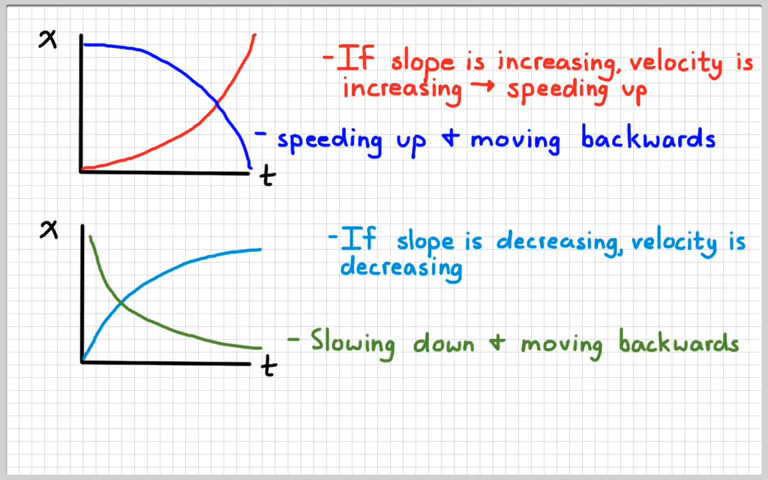 x
-If slope is increasing, velocity is
increasing → speeding up
- speeding up + moving backwards
t
x
-If slope is decreasing, velocity is
decreasing
- Slowing down + moving backwards
t